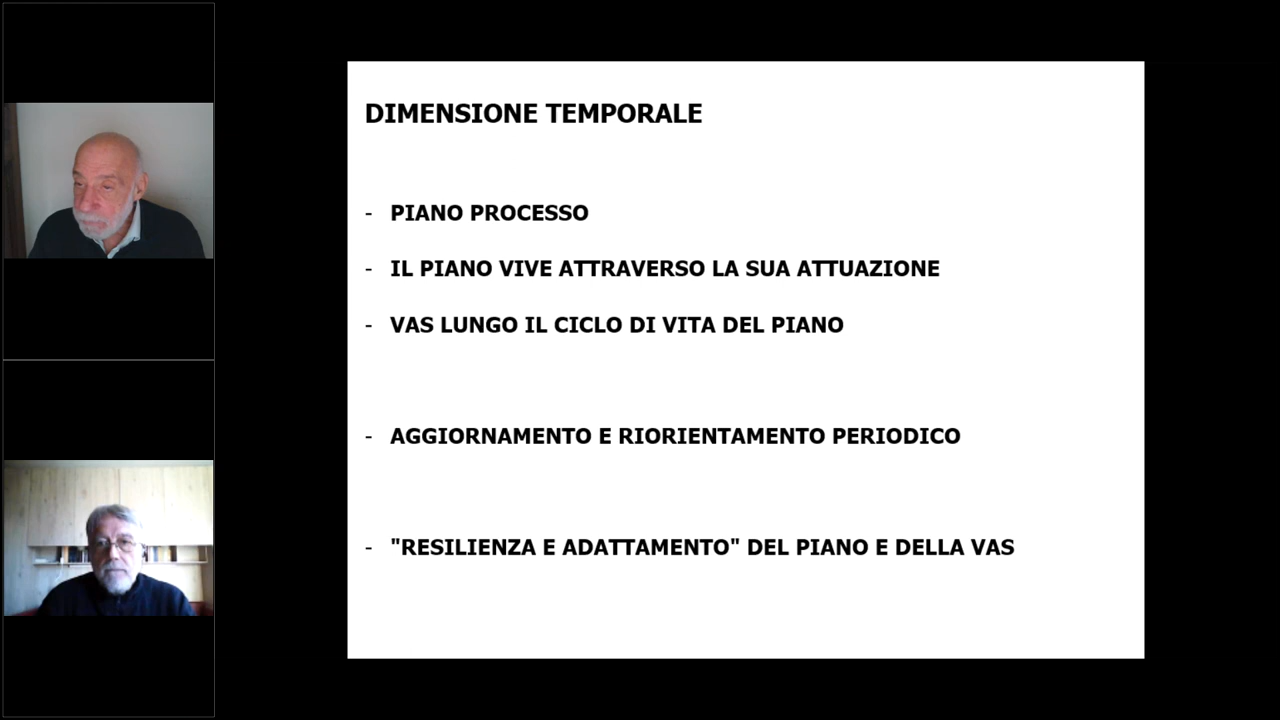 DIMENSIONE TEMPORALE
- PIANO PROCESSO
- IL PIANO VIVE ATTRAVERSO LA SUA ATTUAZIONE
- VAS LUNGO IL CICLO DI VITA DEL PIANO
- AGGIORNAMENTO E RIORIENTAMENTO PERIODICO
- "RESILIENZA E ADATTAMENTO" DEL PIANO E DELLA VAS